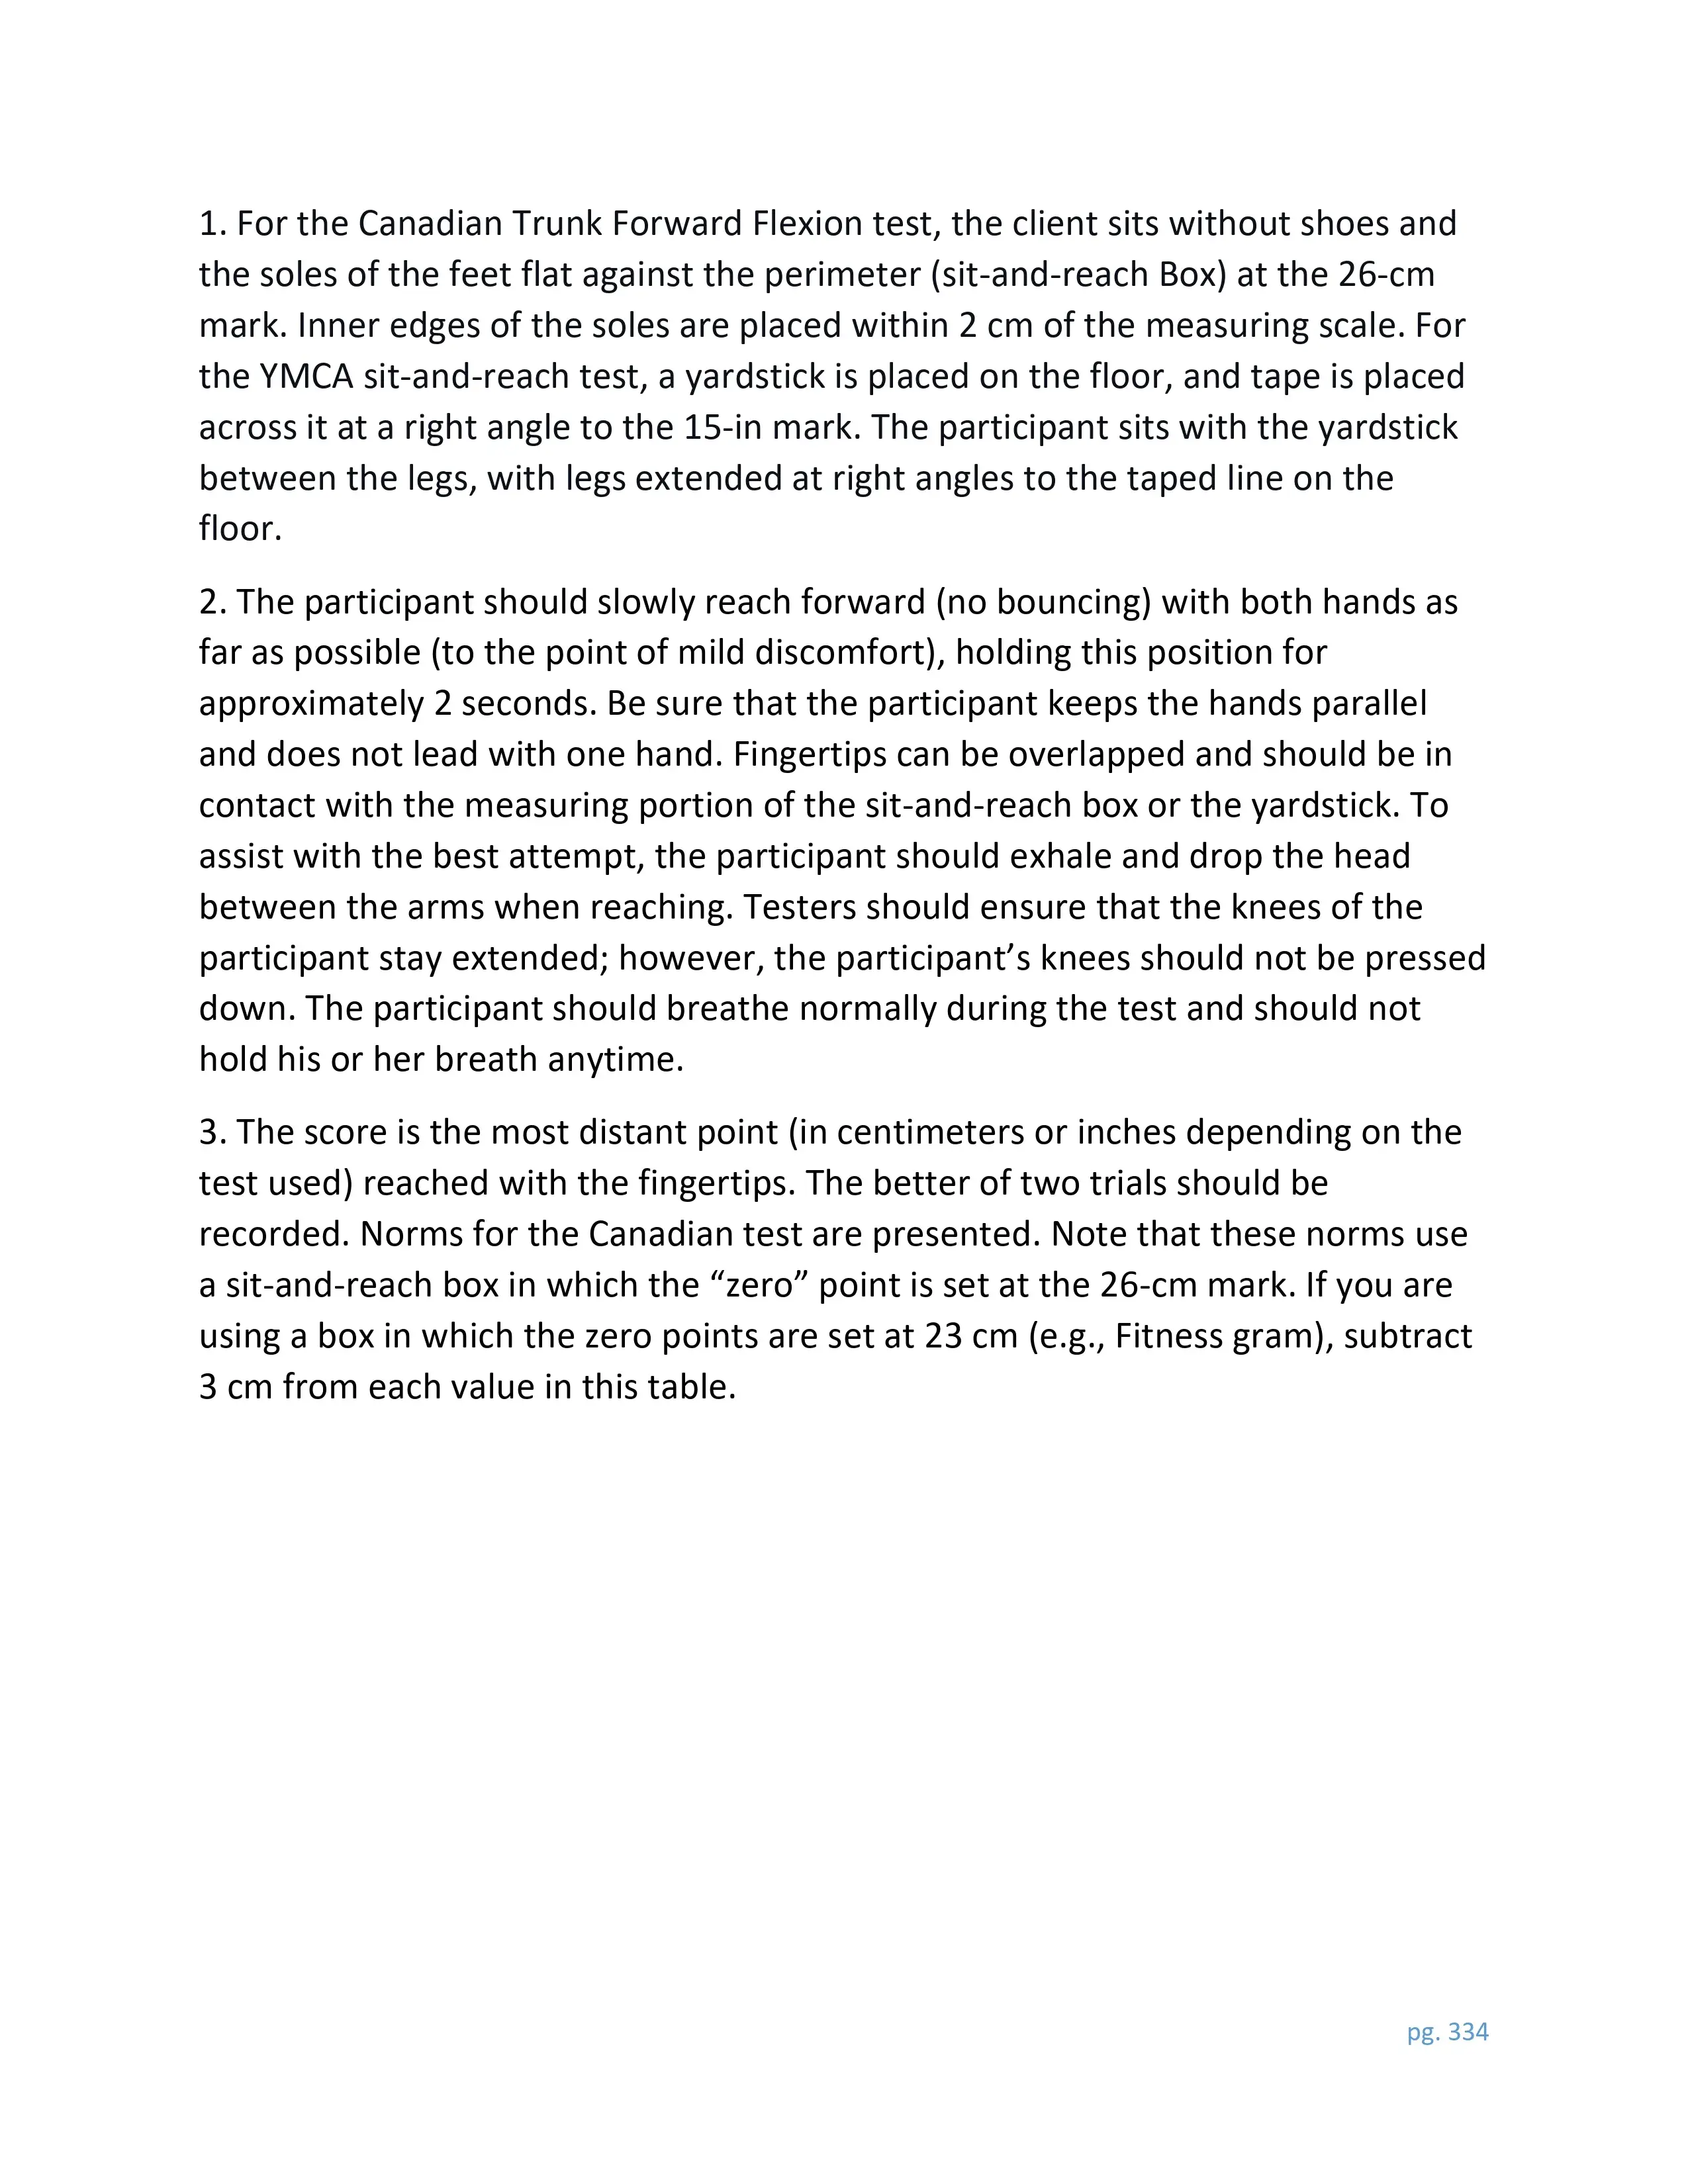 1. For the Canadian Trunk Forward Flexion test, the client sits without shoes and
the soles of the feet flat against the perimeter (sit-and-reach Box) at the 26-cm
mark. Inner edges of the soles are placed within 2 cm of the measuring scale. For
the YMCA sit-and-reach test, a yardstick is placed on the floor, and tape is placed
across it at a right angle to the 15-in mark. The participant sits with the yardstick
between the legs, with legs extended at right angles to the taped line on the
floor.
2. The participant should slowly reach forward (no bouncing) with both hands as
far as possible (to the point of mild discomfort), holding this position for
approximately 2 seconds. Be sure that the participant keeps the hands parallel
and does not lead with one hand. Fingertips can be overlapped and should be in
contact with the measuring portion of the sit-and-reach box or the yardstick. To
assist with the best attempt, the participant should exhale and drop the head
between the arms when reaching. Testers should ensure that the knees of the
participant stay extended; however, the participant’s knees should not be pressed
down. The participant should breathe normally during the test and should not
hold his or her breath anytime.
3. The score is the most distant point (in centimeters or inches depending on the
test used) reached with the fingertips. The better of two trials should be
recorded. Norms for the Canadian test are presented. Note that these norms use
a sit-and-reach box in which the “zero” point is set at the 26-cm mark. If you are
using a box in which the zero points are set at 23 cm (e.g., Fitness gram), subtract
3 cm from each value in this table.
pg. 334